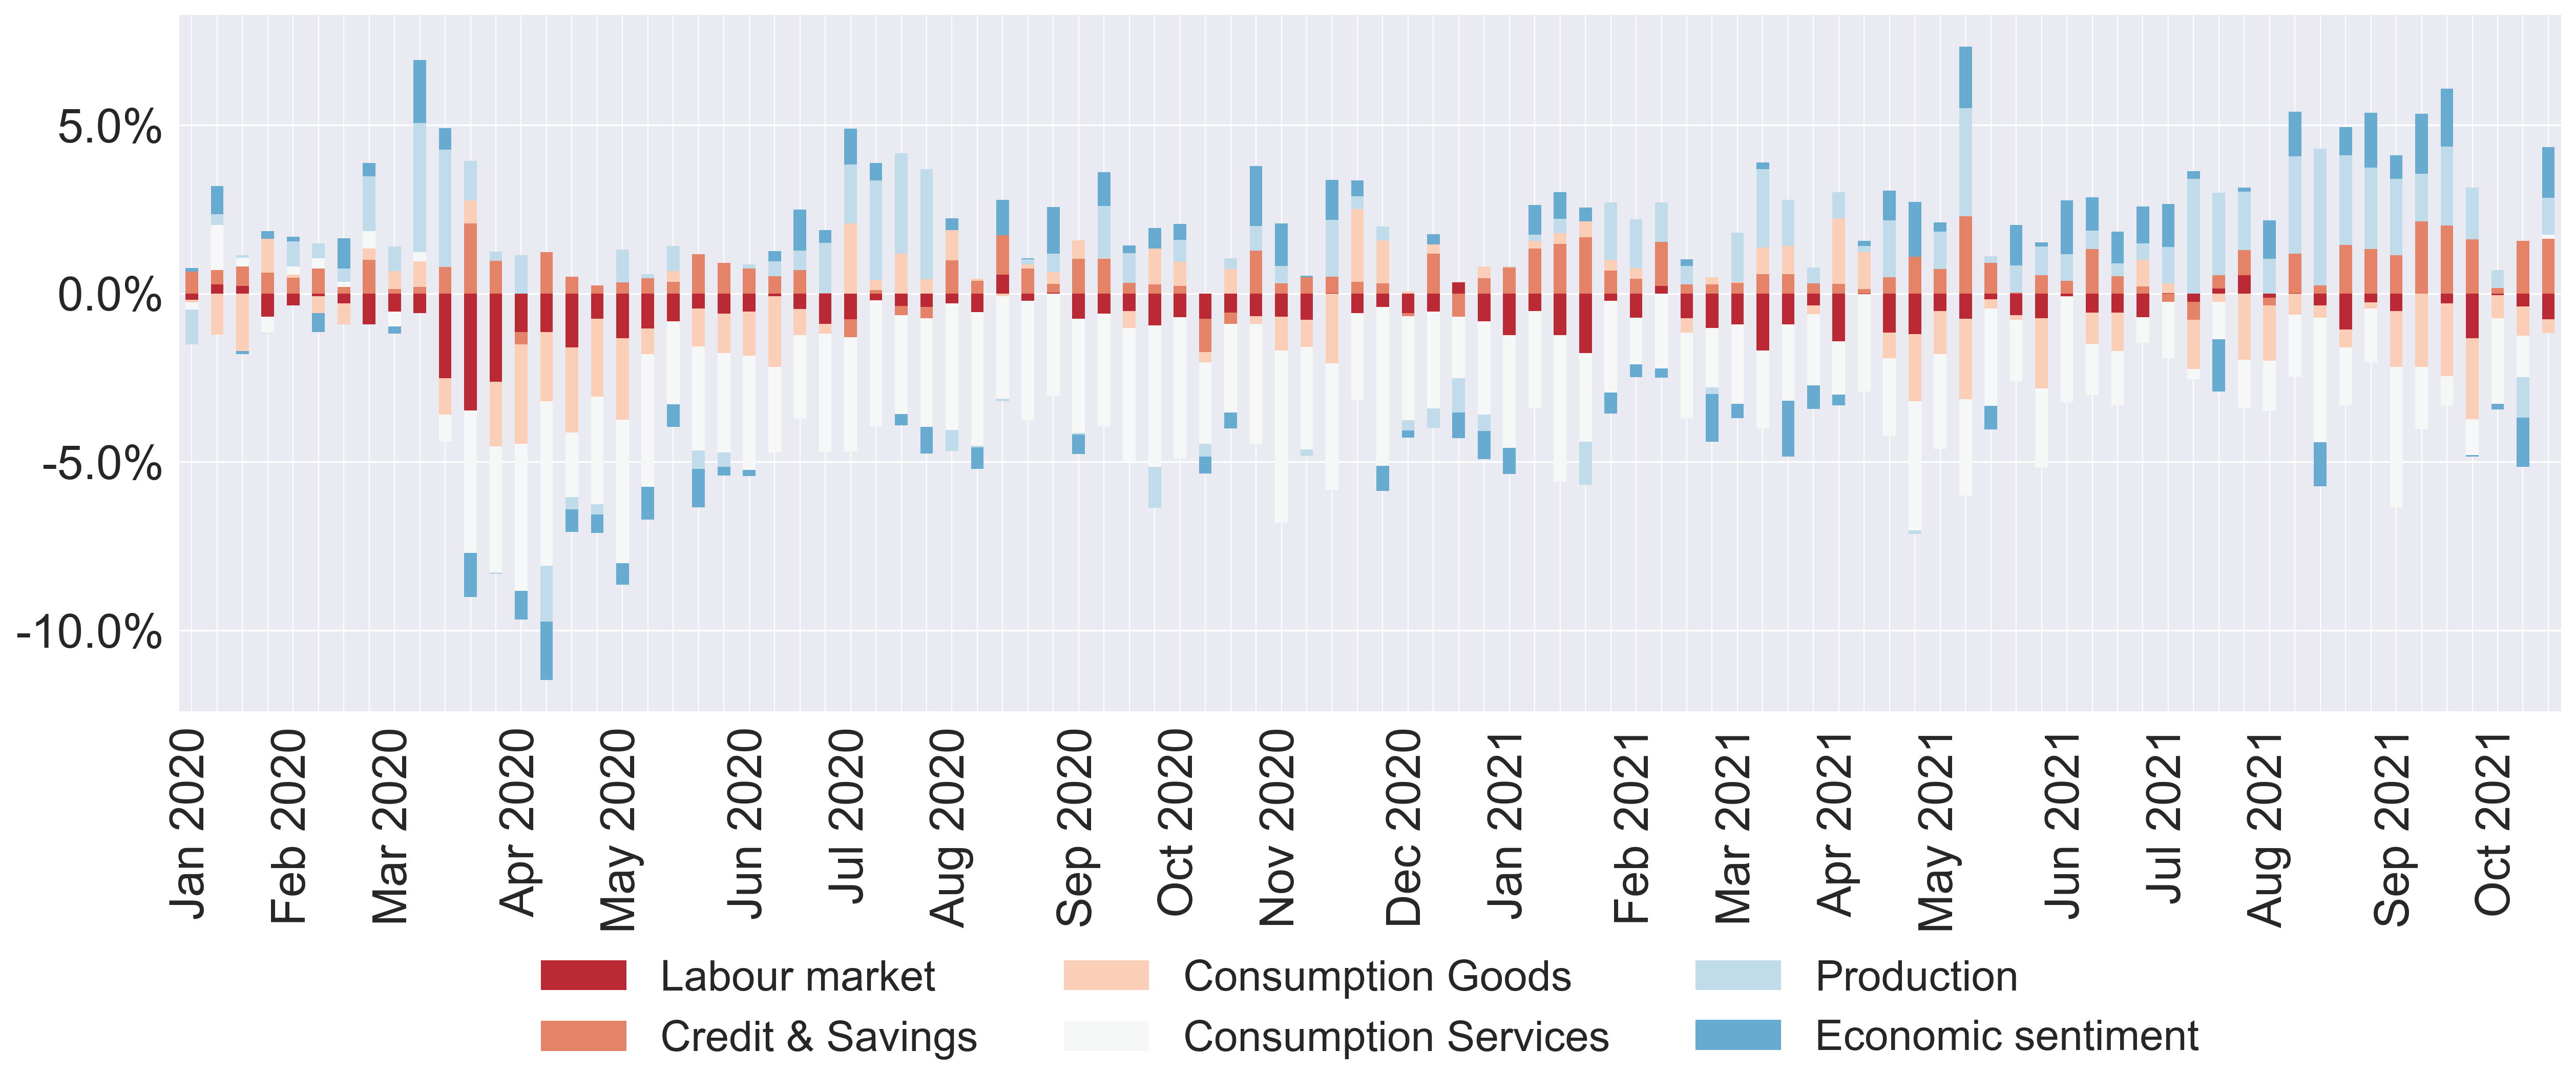 5.0%
0.0%
-5.0%
-10.0%
Jan 2020
Feb 2020
Mar 2020
Apr 2020
May 2020
Jun 2020
Jul 2020
Aug 2020
Sep 2020
Oct 2020
Nov 2020
Dec 2020
Jan 2021
Feb 2021
Mar 2021
Apr 2021
May 2021
Jun 2021
Jul 2021
Aug 2021
Sep 2021
Oct 2021
Labour market
Consumption Goods
Production
Credit & Savings
Consumption Services
Economic sentiment